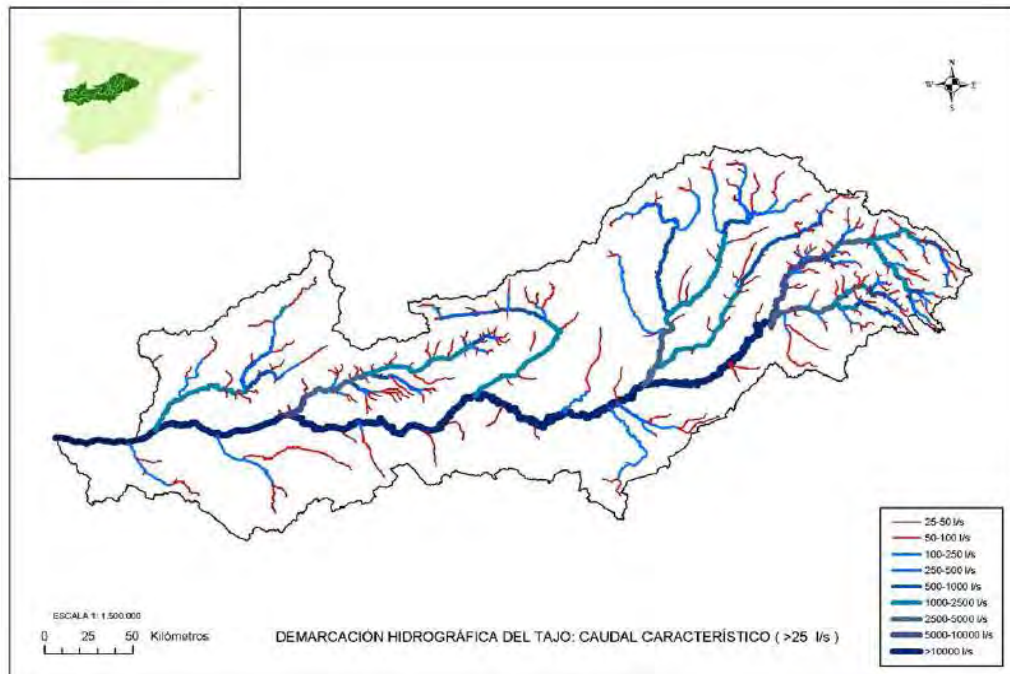 N
W E
S
25-50 l/s
50-100 l/s
100-250 l/s
250-500 l/s
500-1000 l/s
1000-2500 l/s
2500-5000 l/s
5000-10000 l/s
>10000 l/s
ESCALA 1: 1.500.000
0 25 50 Kilómetros
DEMARCACIÓN HIDROGRÁFICA DEL TAJO: CAUDAL CARACTERÍSTICO ( >25 l/s )